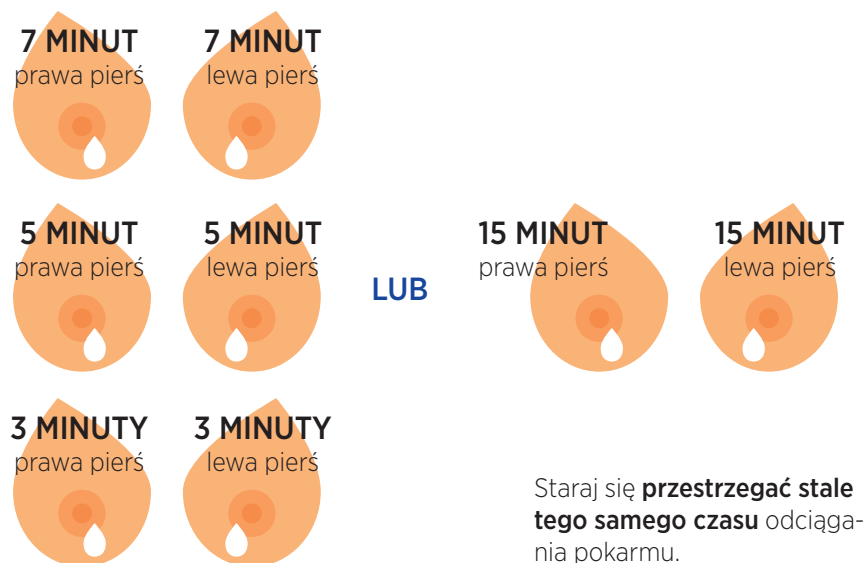 7 MINUT
prawa pierś
7 MINUT
lewa pierś
5 MINUT
prawa pierś
5 MINUT
lewa pierś
3 MINUTY
prawa pierś
3 MINUTY
lewa pierś
LUB
15 MINUT
prawa pierś
15 MINUT
lewa pierś
Staraj się przestrzegać stale
tego samego czasu odciąga-
nia pokarmu.